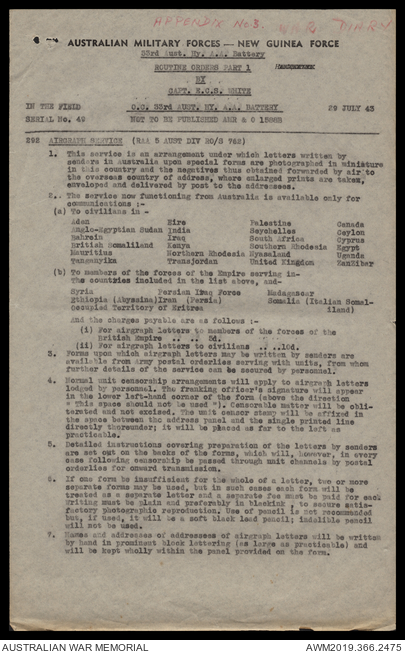 APPENDIX No 3. WAR DIARY
AUSTRALIAN MILITARY FORCES — NEW GUINEA FORCE
53rd Aust. Hy. A.A. Battery
ROUTINE ORDERS PART 1
BY
CAPT. R.C.S. WHITE
IN THE FIELD O.C. 53RD AUST. HY. A.A. BATTERY 29 JULY 43
SERIAL No. 49 NOT TO BE PUBLISHED AMR & O 1580B
292 AIRGRAPH SERVICE (HAA 5 AUST DIV 20/S 762)
1. This service is an arrangement under which letters written by
senders in Australia upon special forms are photographed in miniature
in this country and the negatives thus obtained forwarded by air to
the overseas country of address, where enlarged prints are taken,
enveloped and delivered by post to the addressees.
2. The service now functioning from Australia is available only for
communications :-
(a) To civilians in -
Aden Eire Palestine Canada
Anglo-Egyptian Sudan India Seychelles Ceylon
Bahrein Iraq South Africa Cyprus
British Somaliland Kenya Southern Rhodesia Egypt
Mauritius Northern Rhodesia Nyasaland Uganda
Tanganyika Transjordan United Kingdom Zanzibar
(b) To members of the forces of the Empire serving in-
The countries included in the list above, and-
Syria Persian Iraq Force Madagascar
Ethiopia (Abyssina) Iran (Persia) Somalia (Italian Somal-
Occupied Territory of Eritrea iland)
And the charges payable are as follows :-
(i) For airgraph letters to members of the forces of the
British Empire .. .. 8d.
(ii) For airgraph letters to civilians ...10d.
3. Forms upon which airgraph letters may be written by senders are
available from Army postal orderlies serving with units, from whom
further details of the service can be secured by personnel.
4. Normal unit censorship arrangements will apply to airgraph letters
lodged by personnel. The franking officer's signature will appear
in the lower left-hand corner of the form (above the direction
" This space should not be used "). Censorable matter will be obli-
terated and not excised. The unit censor stamp will be affixed in
the space between the address panel and the single printed line
directly thereunder; it will be placed as far to the left as
practicable.
5. Detailed instructions covering preparation of the letters by senders
are set out on the backs of the forms, which will, however, in every
case following censorship be passed through unit channels by postal
orderlies for onward transmission.
6. If one form be insufficient for the whole of a letter, two or more
separate forms may be used, but in such cases each form will be
treated as a separate letter and a separate fee must be paid for each
Writing must be plain and preferably in black ink, to secure satis-
factory photographic reproduction. Use of pencil is not recommended
but, if used, it will be a soft black lead pencil; indelible pencil
will not be used.
7. Names and addresses of addressees of airgraph letters will be written
by hand in prominent block lettering (as large as practicable) and
will be kept wholly within the panel provided on the form.
AUSTRALIAN WAR MEMORIAL AWM2019.366.2475